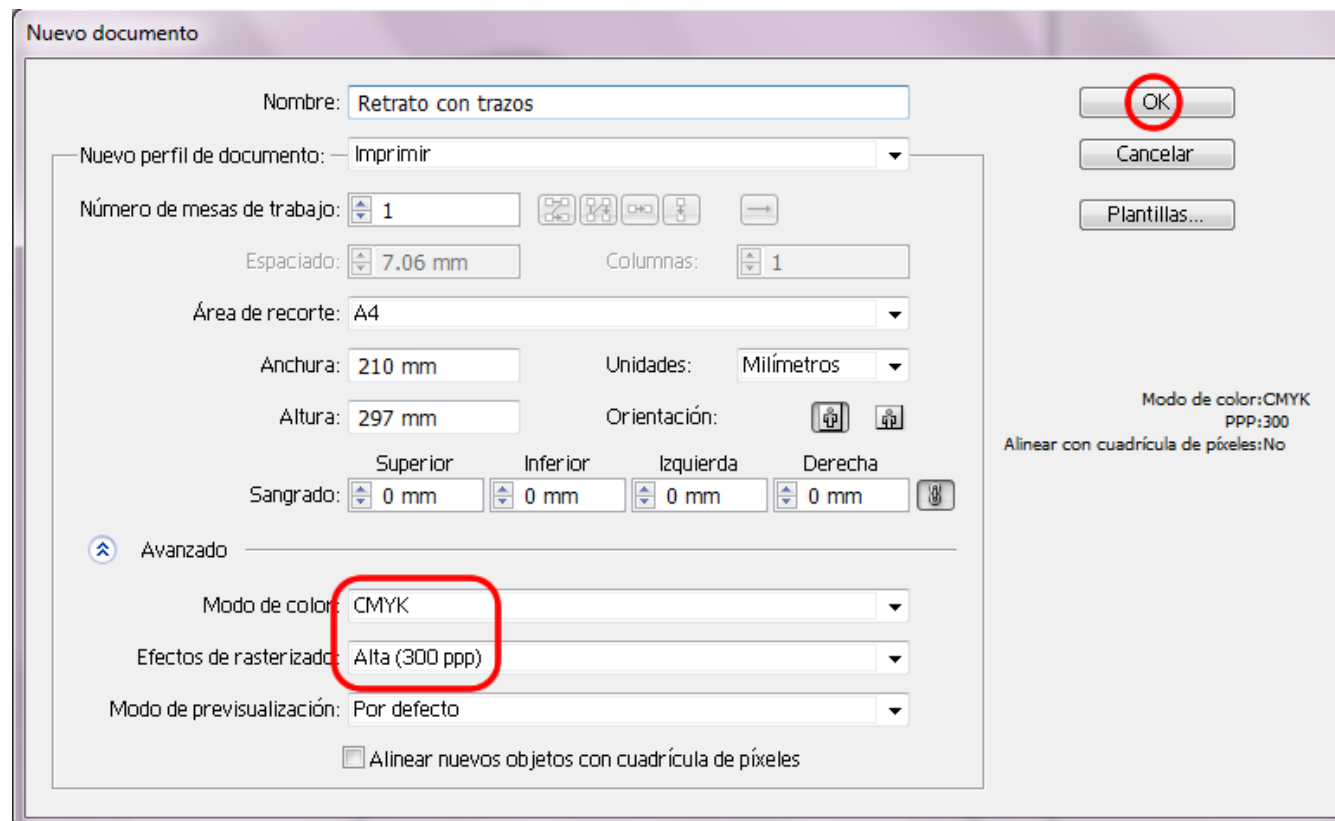 Nuevo documento
Nombre: Retrato con trazos
OK
Nuevo perfil de documento: Imprimir
Cancelar
Número de mesas de trabajo: 1
Plantillas...
Espaciado: 7.06 mm Columnas: 1
Área de recorte: A4
Anchura: 210 mm Unidades: Milímetros
Altura: 297 mm Orientación:
Modo de color:CMYK
PPP:300
Alinear con cuadrícula de píxeles:No
Superior Inferior Izquierda Derecha
Sangrado: 0 mm 0 mm 0 mm 0 mm
Avanzado
Modo de color: CMYK
Efectos de rasterizado: Alta (300 ppp)
Modo de previsualización: Por defecto
Alinear nuevos objetos con cuadrícula de píxeles